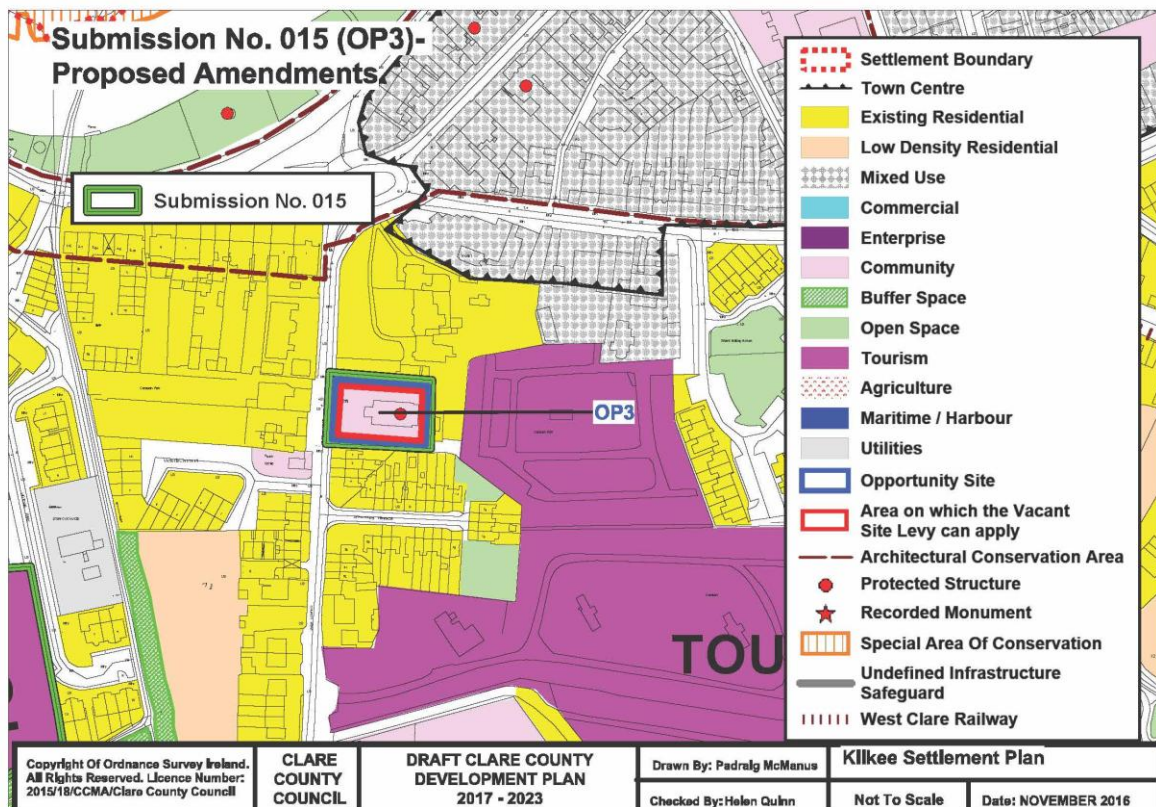 Submission No. 015 (OP3)-
Proposed Amendments
Submission No. 015
OP3
TOU
Settlement Boundary
Town Centre
Existing Residential
Low Density Residential
Mixed Use
Commercial
Enterprise
Community
Buffer Space
Open Space
Tourism
Agriculture
Maritime / Harbour
Utilities
Opportunity Site
Area on which the Vacant
Site Levy can apply
Architectural Conservation Area
Protected Structure
Recorded Monument
Special Area Of Conservation
Undefined Infrastructure
Safeguard
West Clare Railway
Copyright Of Ordnance Survey Ireland.
All Rights Reserved. Licence Number:
2015/18/CCMA/Clare County Council
CLARE
COUNTY
COUNCIL
DRAFT CLARE COUNTY
DEVELOPMENT PLAN
2017 - 2023
Drawn By: Padraig McManus
Checked By: Helen Quinn
Kilkee Settlement Plan
Not To Scale
Date: NOVEMBER 2016